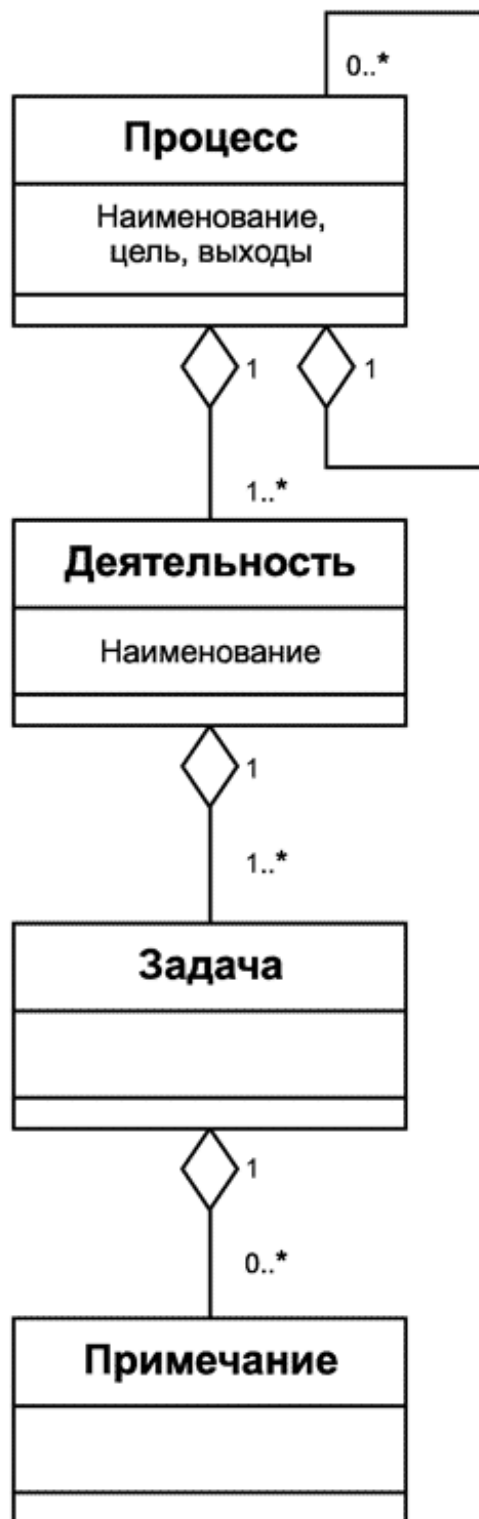 0..*
Процесс
Наименование,
цель, выходы
1
1
1..*
Деятельность
Наименование
1
1..*
Задача
1
0..*
Примечание